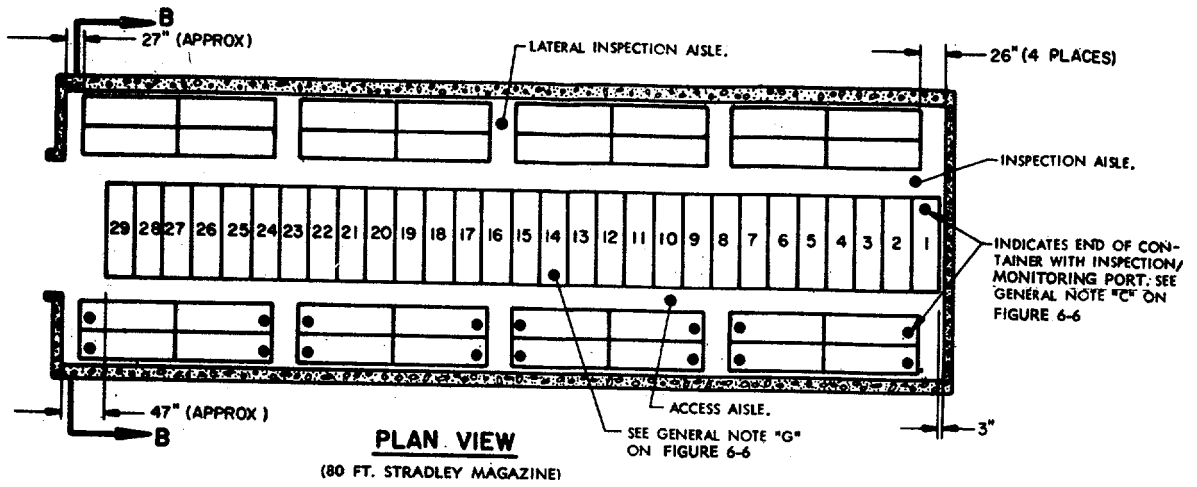 B
27" (APPROX)
LATERAL INSPECTION AISLE.
26" (4 PLACES)
INSPECTION AISLE.
29 28 27 26 25 24 23 22 21 20 19 18 17 16 15 14 13 12 11 10 9 8 7 6 5 4 3 2 1
INDICATES END OF CON-
TAINER WITH INSPECTION/
MONITORING PORT. SEE
GENERAL NOTE "C" ON
FIGURE 6-6
47" (APPROX)
B
ACCESS AISLE.
SEE GENERAL NOTE "G"
ON FIGURE 6-6
3"
PLAN VIEW
(80 FT. STRADLEY MAGAZINE)